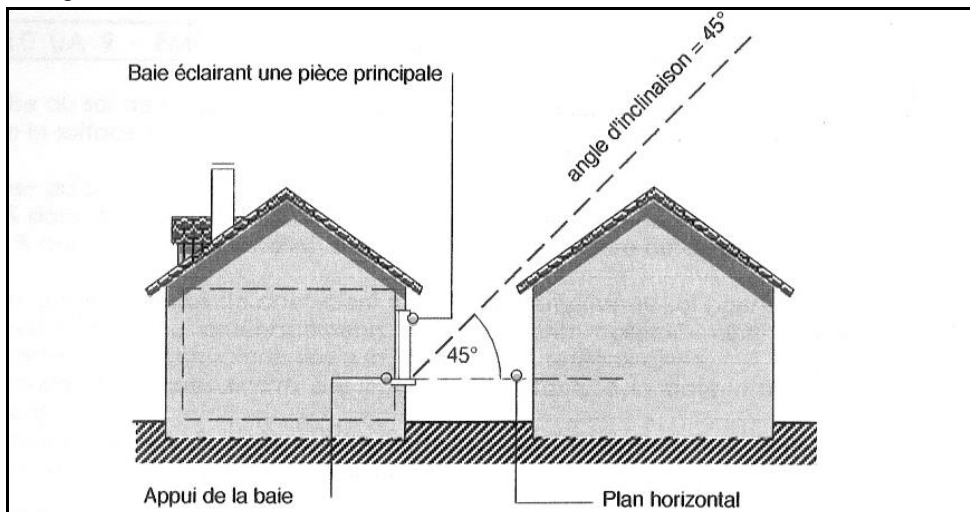 Baie éclairant une pièce principale
angle d'inclinaison = 45°
45°
Appui de la baie
Plan horizontal